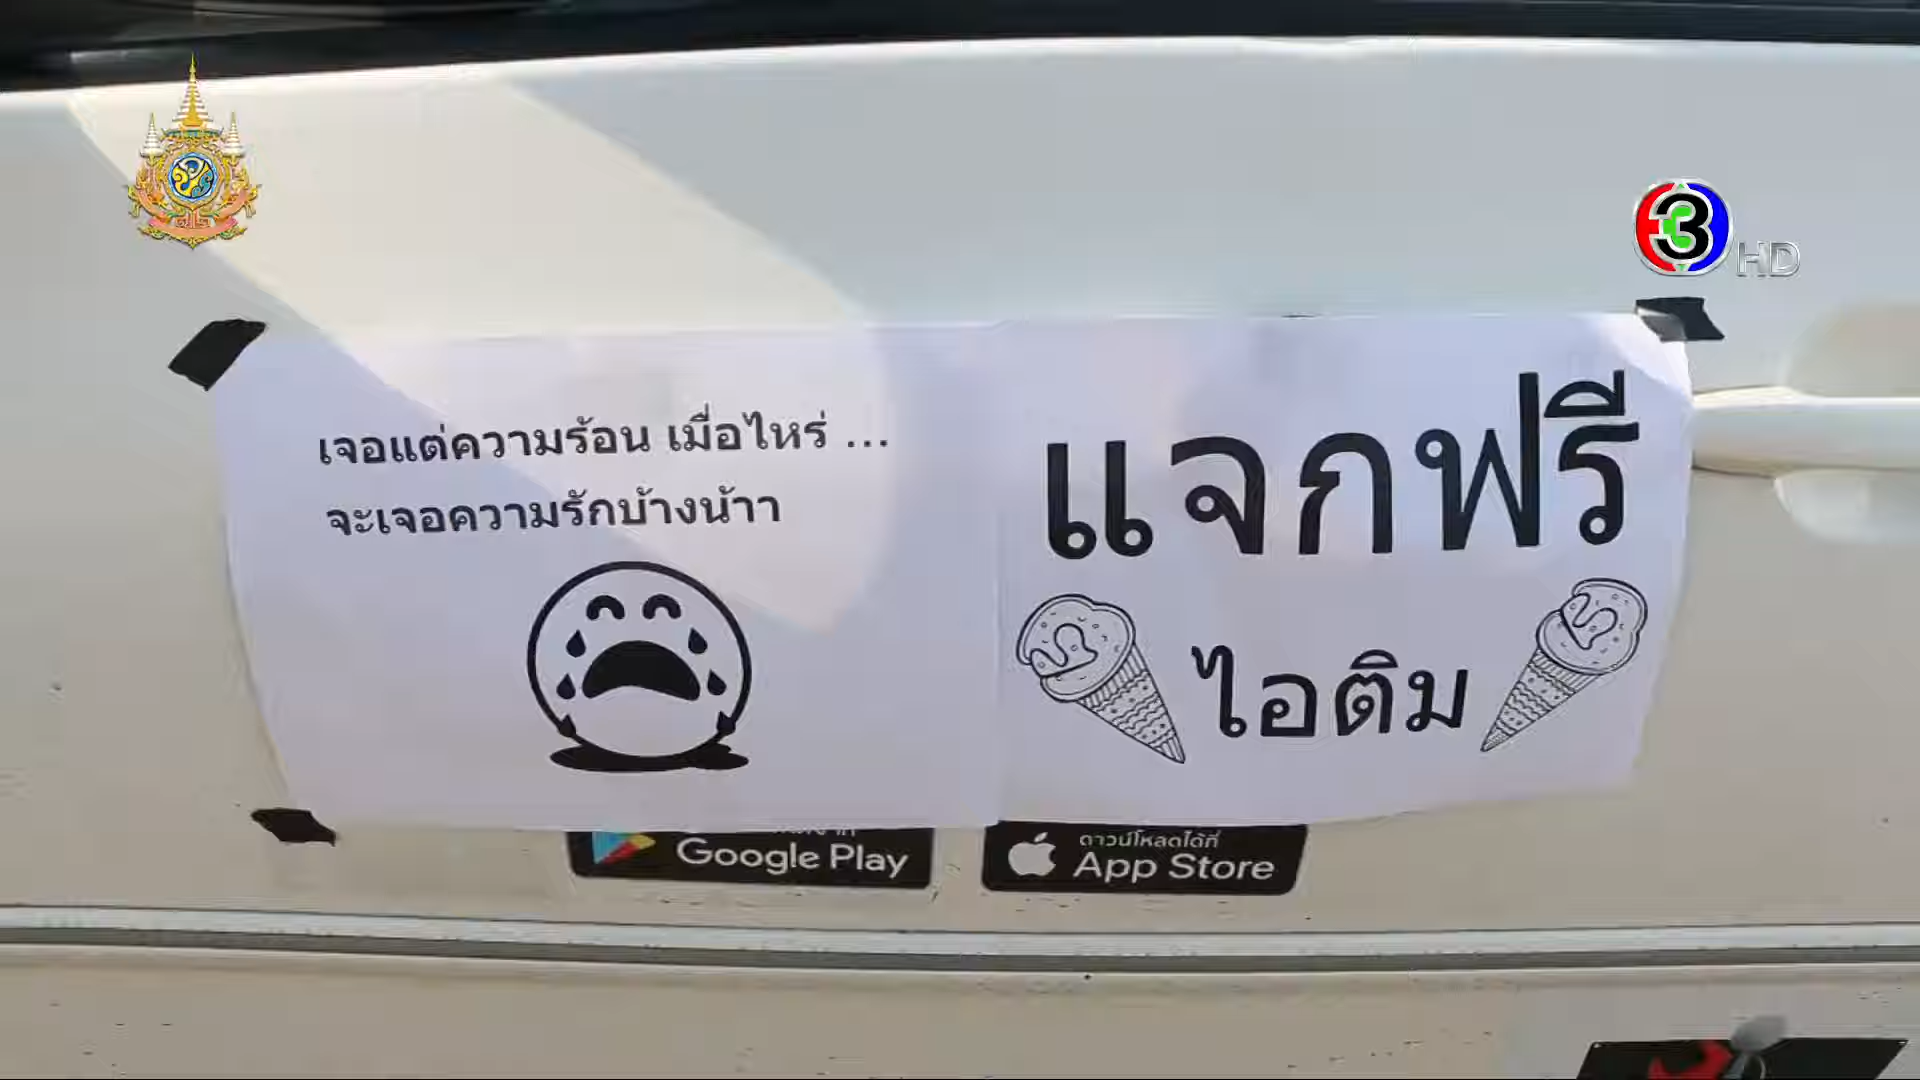 3 HD
เจอแต่ความร้อน เมื่อไหร่ ...
จะเจอความรักบ้างน้าา
แจกฟรี
ไอติม
Google Play
ดาวน์โหลดได้ที่
App Store